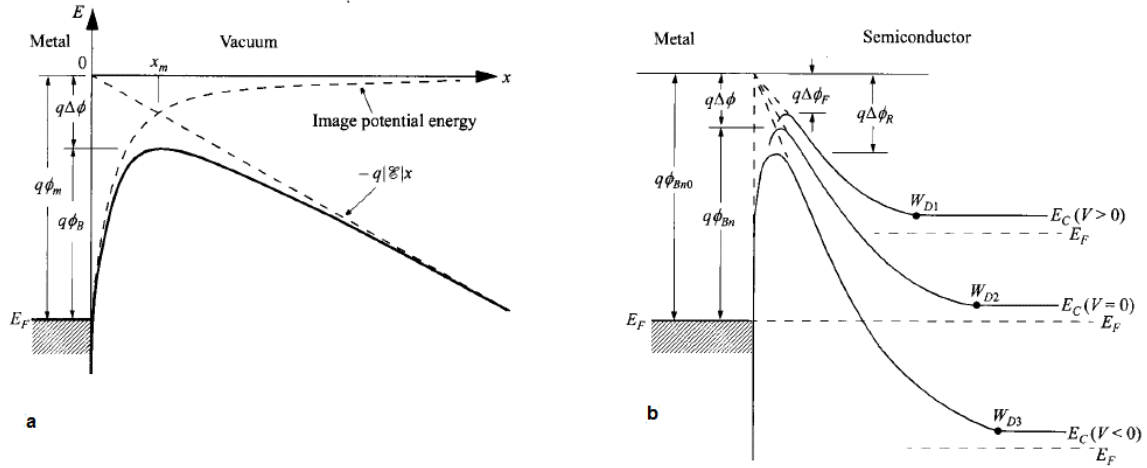 E
Metal
Vacuum
0
x_m
x
qΔϕ
Image potential energy
−q|ℰ|x
qϕ_m
qϕ_B
E_F
a
Metal
Semiconductor
qΔϕ
qΔϕ_F
qΔϕ_R
qϕ_Bn0
qϕ_Bn
W_D1
E_C (V > 0)
E_F
W_D2
E_C (V = 0)
E_F
E_F
W_D3
E_C (V < 0)
E_F
b